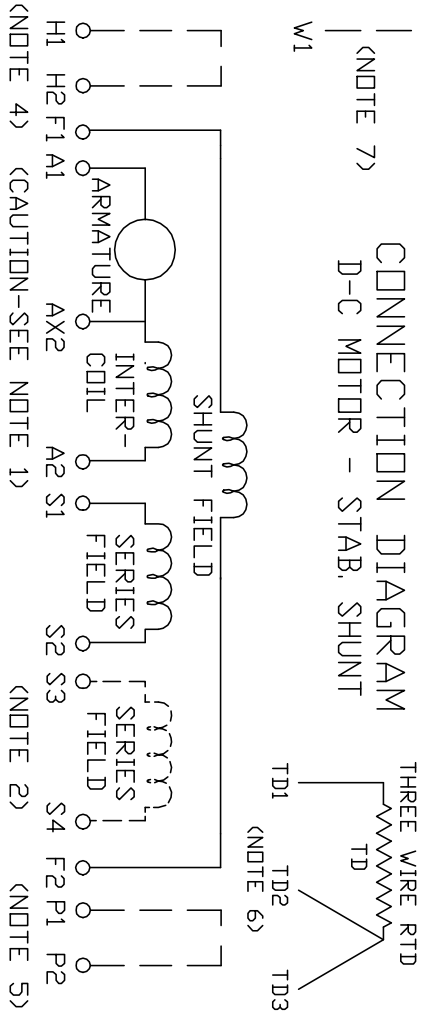 CONNECTION DIAGRAM
D-C MOTOR - STAB. SHUNT
W1
(NOTE 7)
THREE WIRE RTD
TD
TD1
TD2
TD3
(NOTE 6)
SHUNT FIELD
ARMATURE
INTER-
COIL
SERIES
FIELD
SERIES
FIELD
H1
H2
F1
A1
AX2
A2
S1
S2
S3
S4
F2
P1
P2
(NOTE 4)
(CAUTION-SEE NOTE 1)
(NOTE 2)
(NOTE 5)